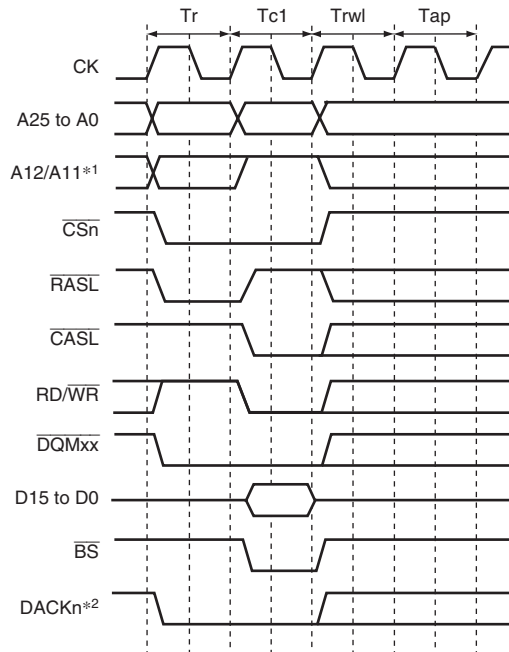 Tr Tc1 Trwl Tap
CK
A25 to A0
A12/A11*1
CSn
RASL
CASL
RD/WR
DQMxx
D15 to D0
BS
DACKn*2